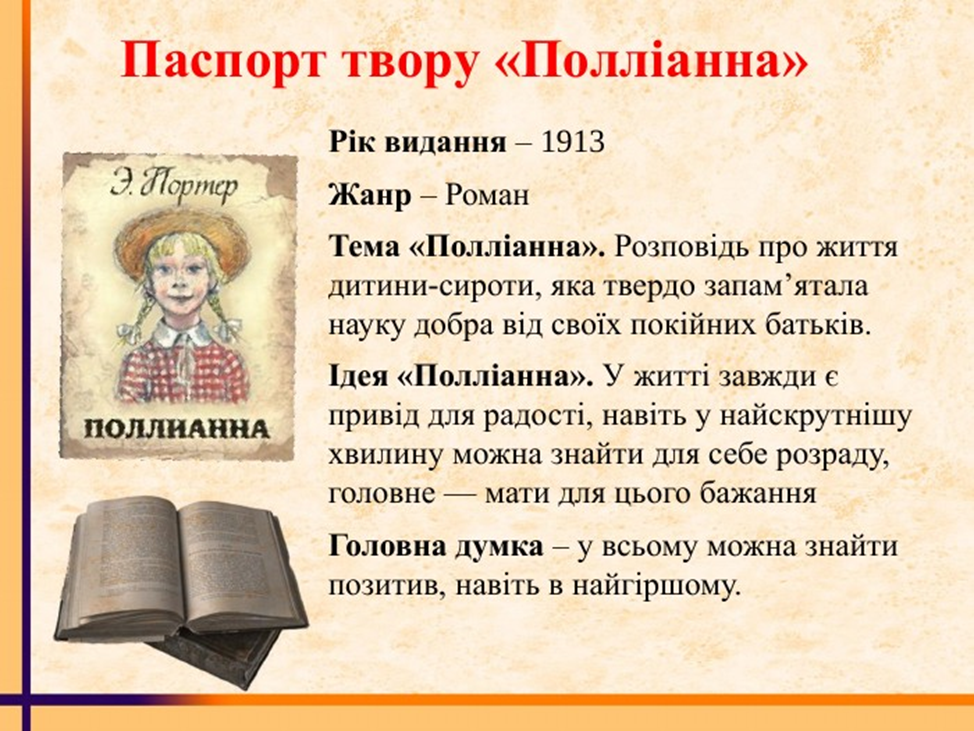 Паспорт твору «Полліанна»
Э. Портер
ПОЛЛИАННА
Рік видання – 1913
Жанр – Роман
Тема «Полліанна». Розповідь про життя
дитини-сироти, яка твердо запам’ятала
науку добра від своїх покійних батьків.
Ідея «Полліанна». У житті завжди є
привід для радості, навіть у найскрутнішу
хвилину можна знайти для себе розраду,
головне — мати для цього бажання
Головна думка – у всьому можна знайти
позитив, навіть в найгіршому.